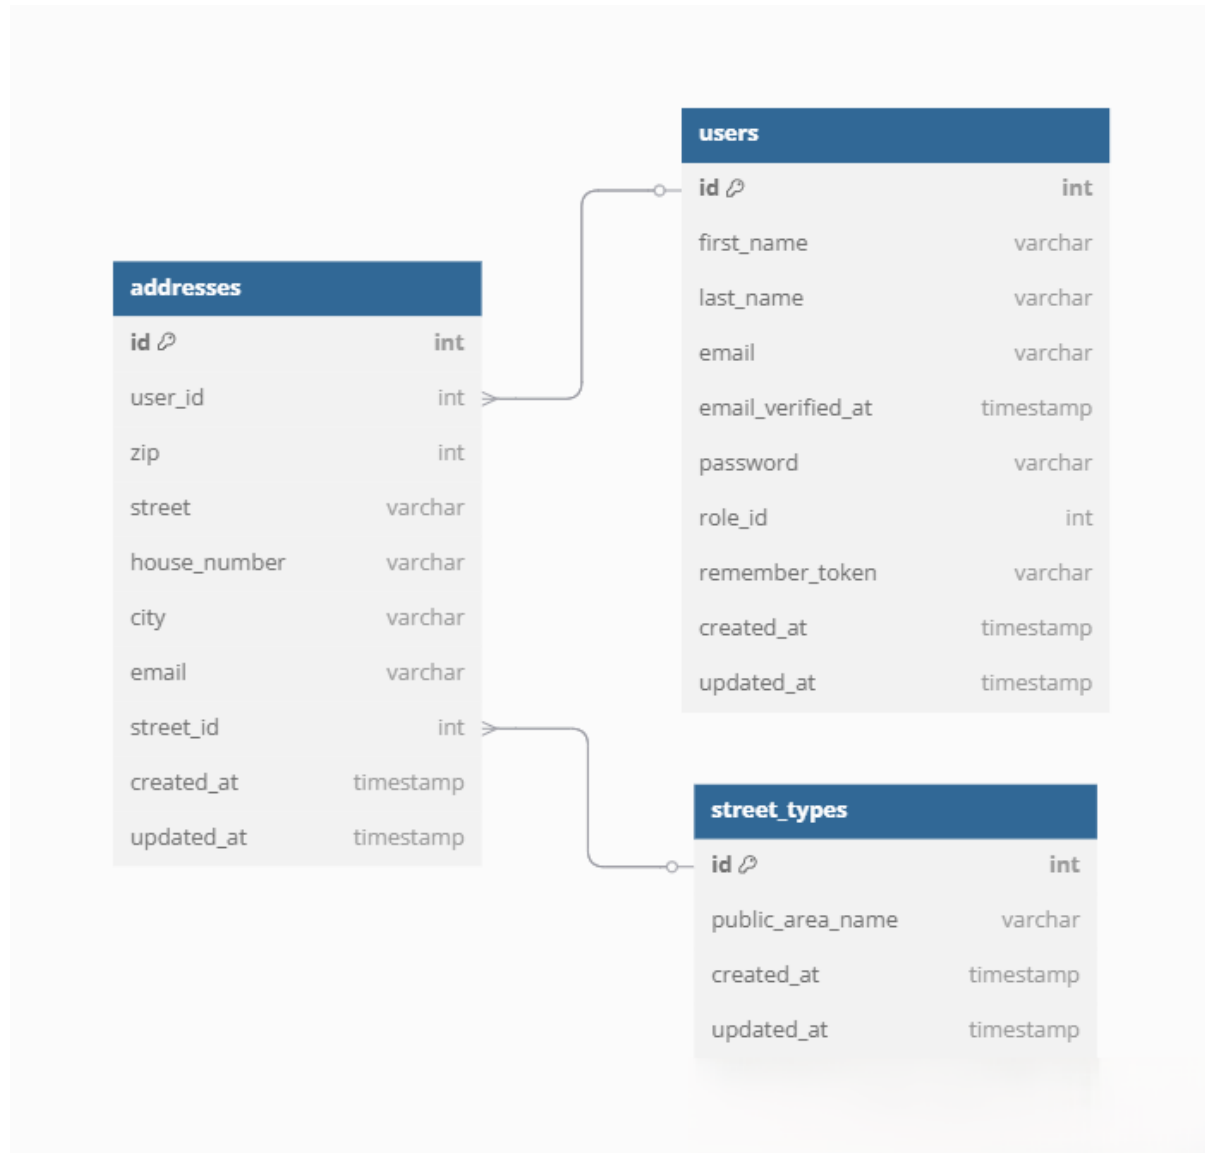 users
id int
first_name varchar
last_name varchar
email varchar
email_verified_at timestamp
password varchar
role_id int
remember_token varchar
created_at timestamp
updated_at timestamp
addresses
id int
user_id int
zip int
street varchar
house_number varchar
city varchar
email varchar
street_id int
created_at timestamp
updated_at timestamp
street_types
id int
public_area_name varchar
created_at timestamp
updated_at timestamp